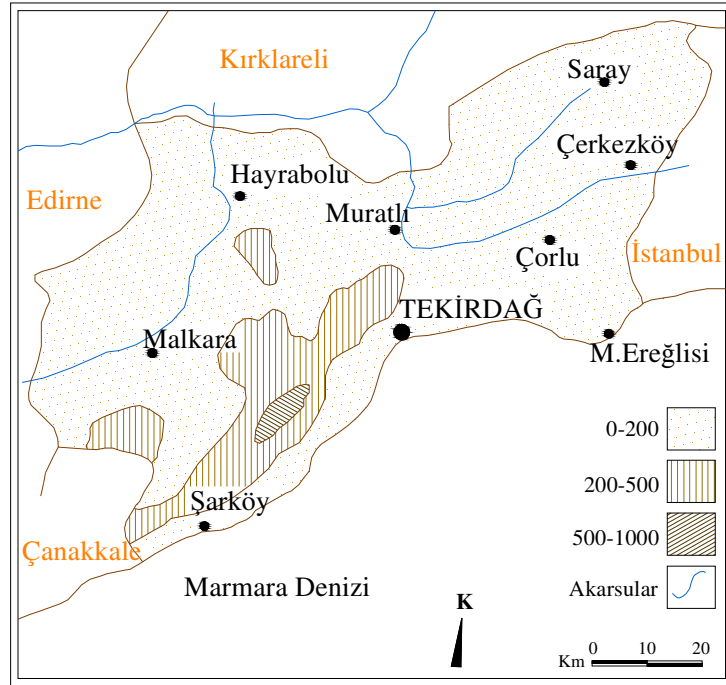 Kırklareli
Saray
Çerkezköy
Hayrabolu
Edirne
Muratlı
Çorlu
İstanbul
TEKİRDAĞ
Malkara
M.Ereğlisi
0-200
200-500
Şarköy
500-1000
Çanakkale
Marmara Denizi
Akarsular
K
0 10 20
Km